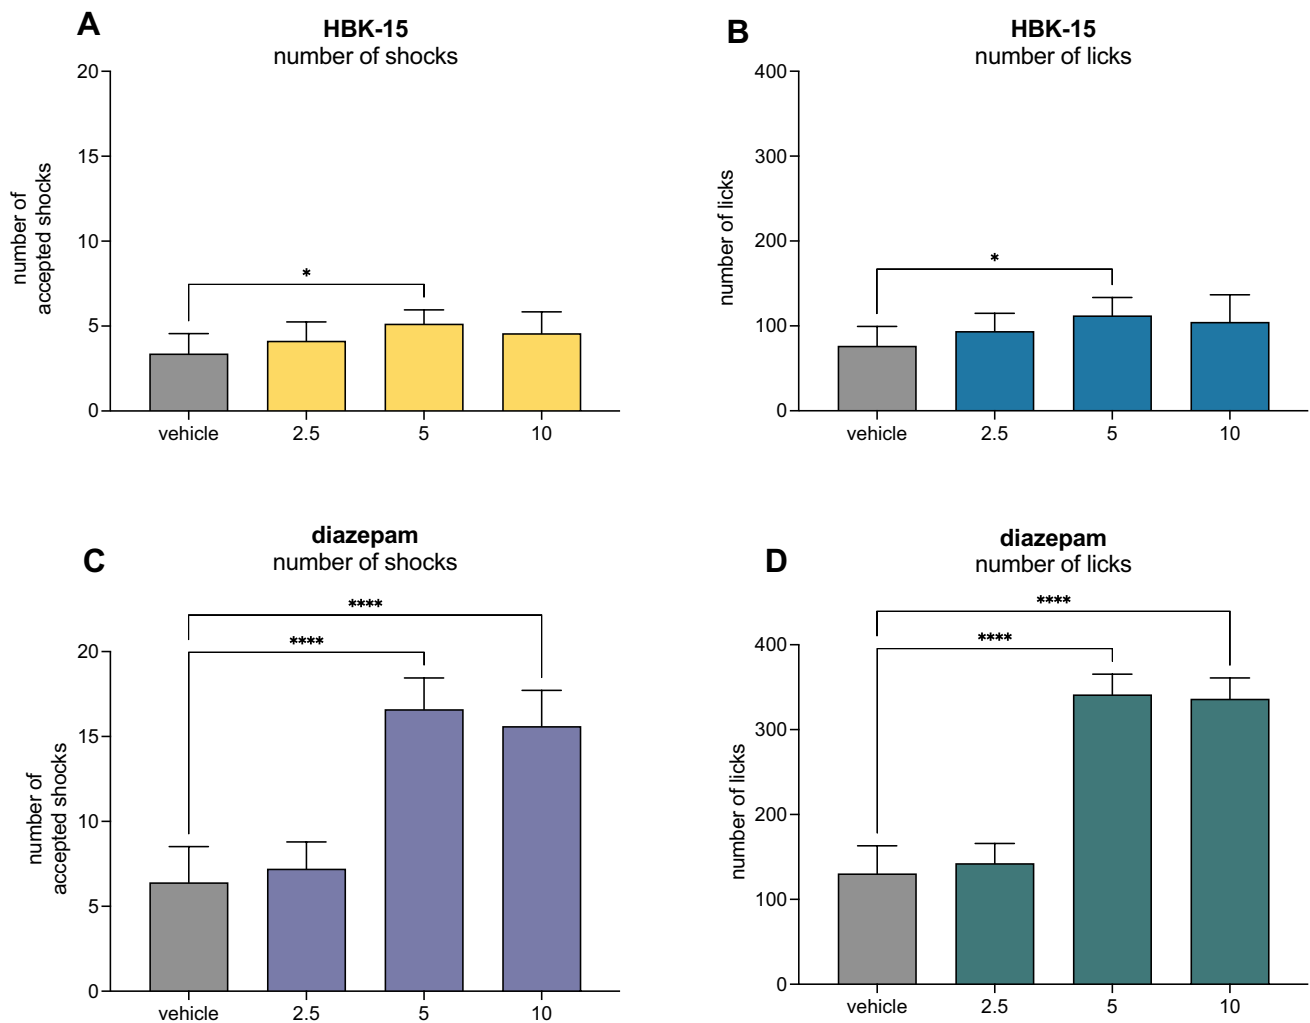 A
HBK-15
number of shocks
20
15
10
5
0
number of
accepted shocks
*
vehicle 2.5 5 10
B
HBK-15
number of licks
400
300
200
100
0
number of licks
*
vehicle 2.5 5 10
C
diazepam
number of shocks
****
****
20
15
10
5
0
number of
accepted shocks
vehicle 2.5 5 10
D
diazepam
number of licks
****
****
400
300
200
100
0
number of licks
vehicle 2.5 5 10